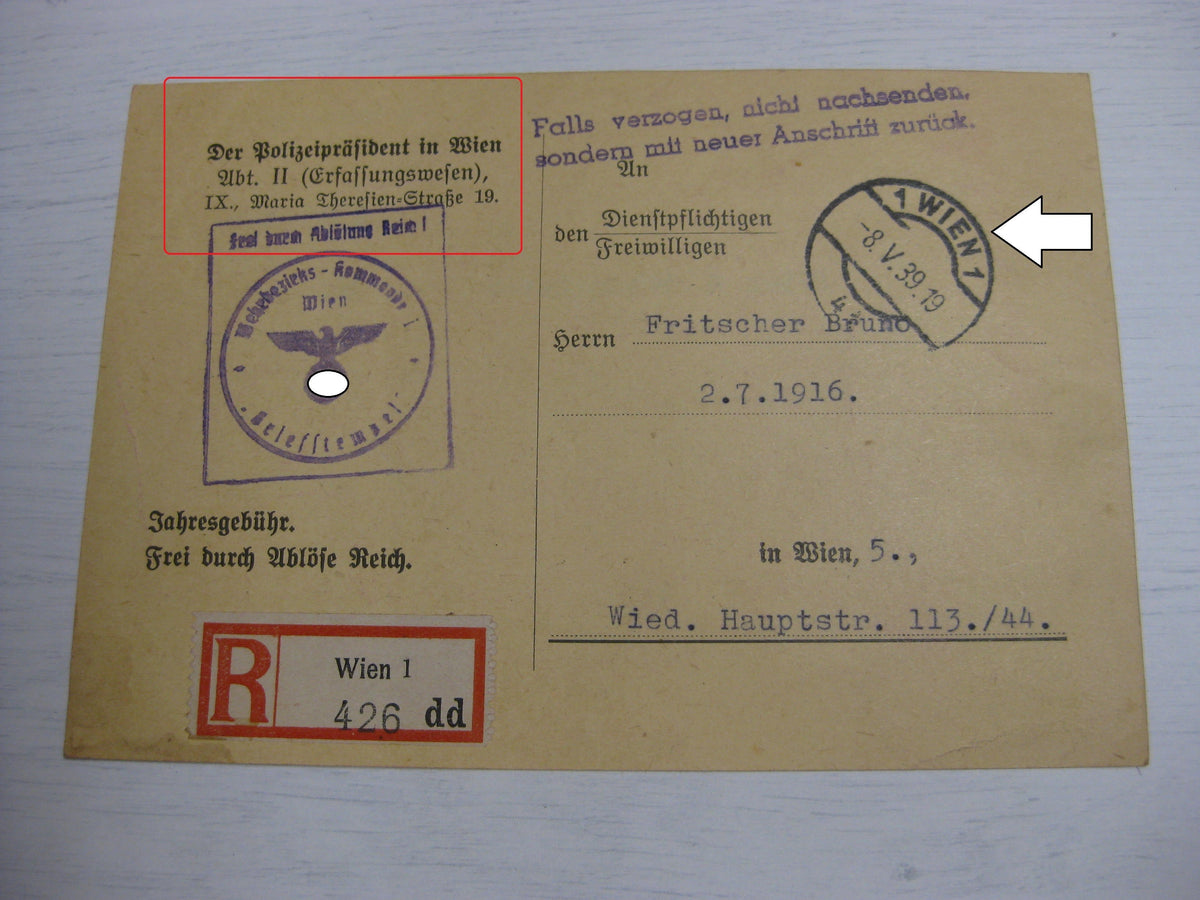 Der Polizeipräsident in Wien
Abt. II (Erfassungswesen),
IX., Maria Theresien-Straße 19.
Frei durch Ablösung Reich!
Wehrbezirks-Kommando I
Wien
Briefstempel
Jahresgebühr.
Frei durch Ablöse Reich.
R
Wien 1
426 dd
Falls verzogen, nicht nachsenden,
sondern mit neuer Anschrift zurück.
An
den Dienstpflichtigen
Freiwilligen
1 WIEN 1
-8.V.39.19
Herrn Fritscher Bruno
2.7.1916.
in Wien, 5.,
Wied. Hauptstr. 113./44.